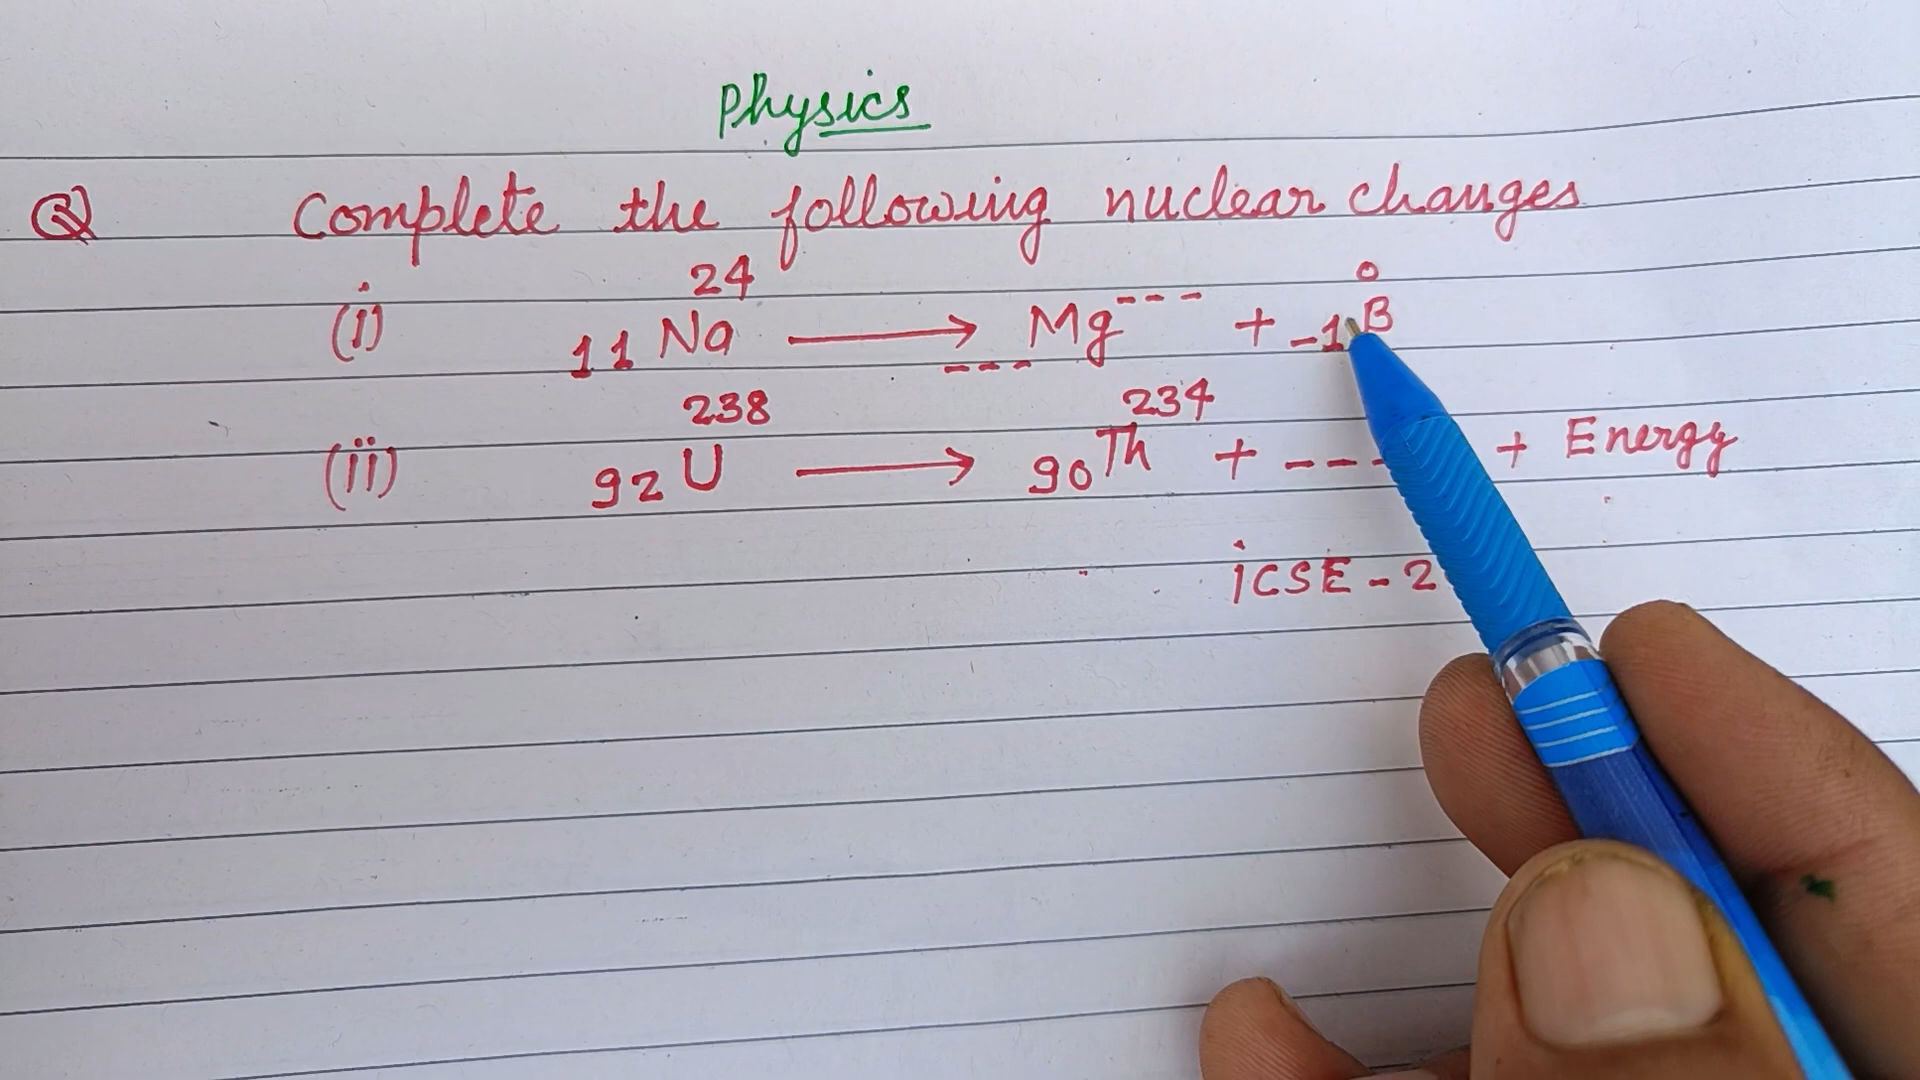 Physics
Q Complete the following nuclear changes
(i) 11 Na 24 ⟶ --- Mg --- + -1 β 0
(ii) 92 U 238 ⟶ 90 Th 234 + --- + Energy
ICSE - 2